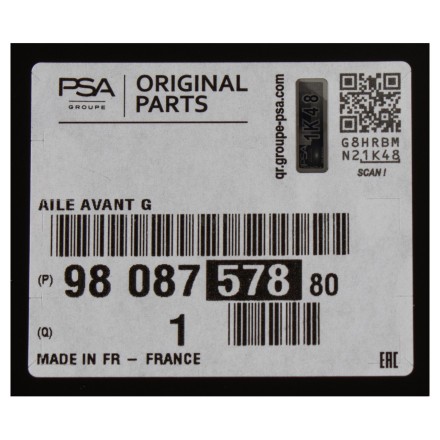 PSA
GROUPE
ORIGINAL
PARTS
qr.groupe-psa.com
PSA 1K48
G8HRBM
N21K48
SCAN!
AILE AVANT G
(P) 98 087 578 80
(Q) 1
MADE IN FR – FRANCE
EAC